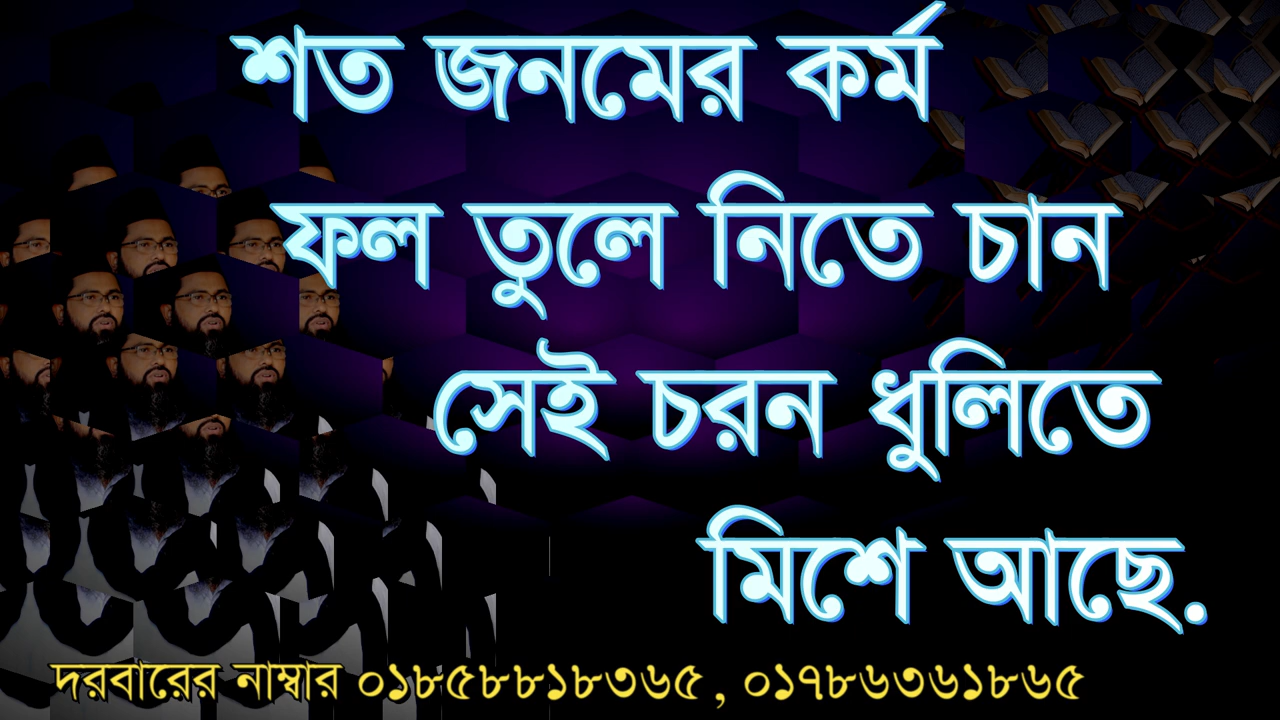 শত জনমের কর্ম
ফল তুলে নিতে চান
সেই চরন ধুলিতে
মিশে আছে.
দরবারের নাম্বার ০১৮৫৮৮১৮৩৬৫, ০১৭৮৬৩৬১৮৬৫